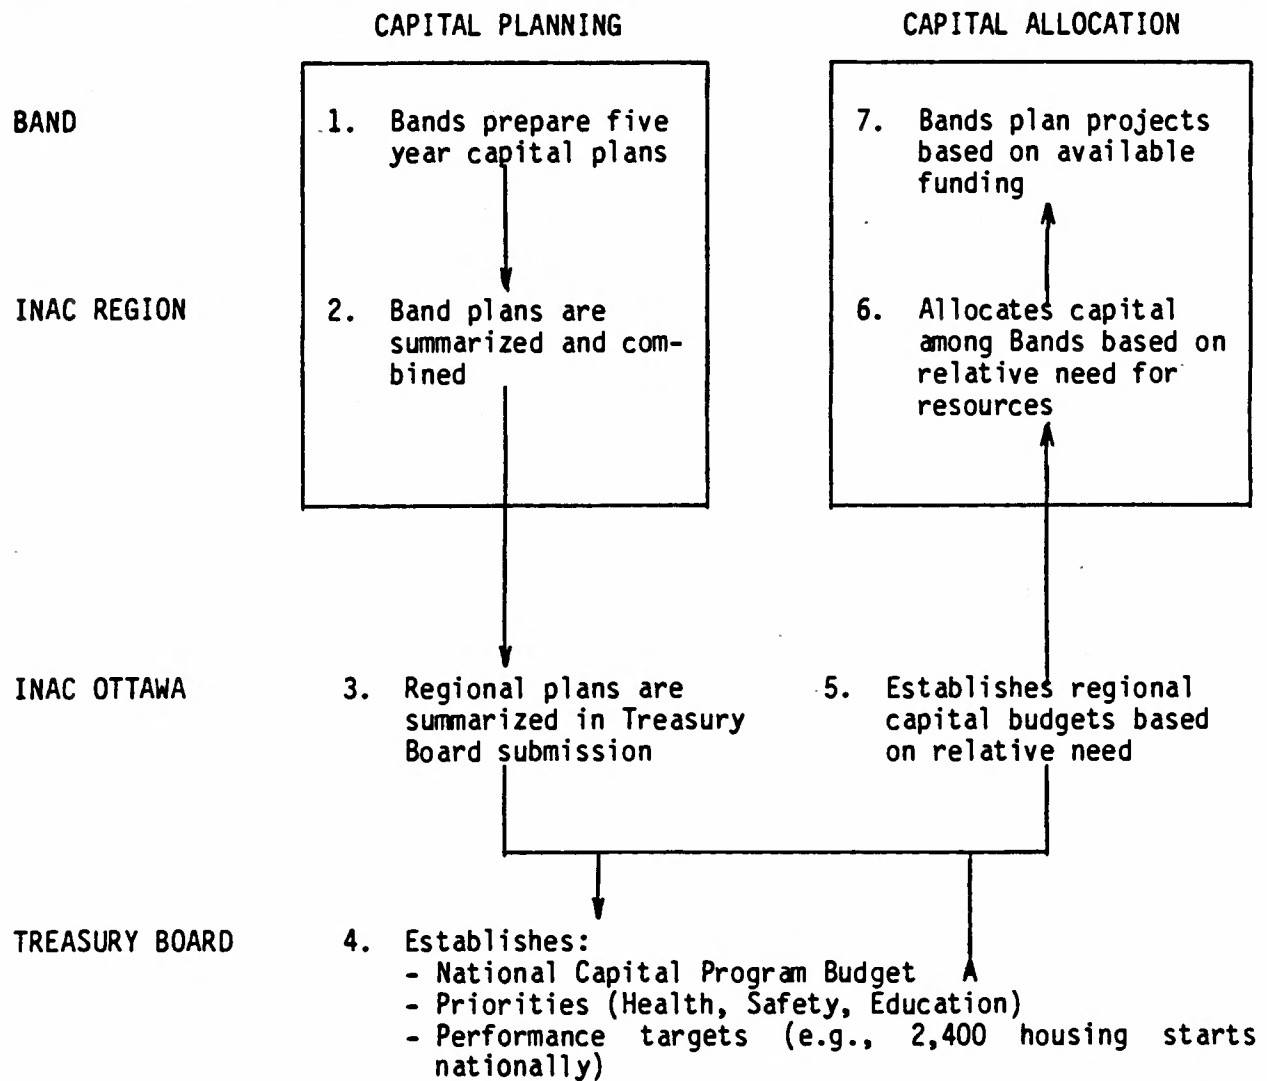 CAPITAL PLANNING CAPITAL ALLOCATION
BAND
1. Bands prepare five
year capital plans
7. Bands plan projects
based on available
funding
INAC REGION
2. Band plans are
summarized and com-
bined
6. Allocates capital
among Bands based on
relative need for
resources
INAC OTTAWA
3. Regional plans are
summarized in Treasury
Board submission
5. Establishes regional
capital budgets based
on relative need
TREASURY BOARD
4. Establishes:
- National Capital Program Budget
- Priorities (Health, Safety, Education)
- Performance targets (e.g., 2,400 housing starts
nationally)